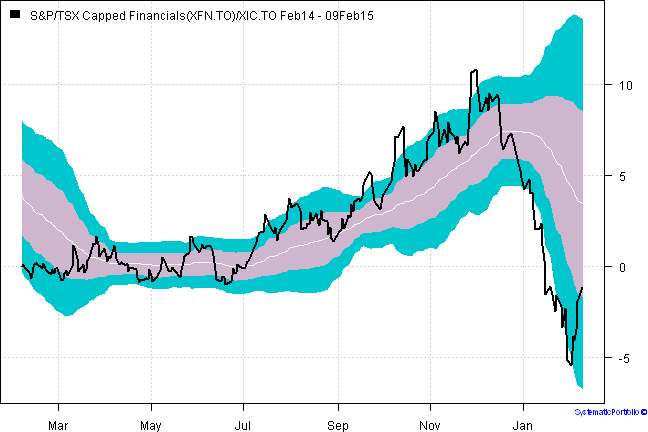 S&P/TSX Capped Financials(XFN.TO)/XIC.TO Feb14 - 09Feb15
10
5
0
-5
Mar May Jul Sep Nov Jan
SystematicPortfolio ©